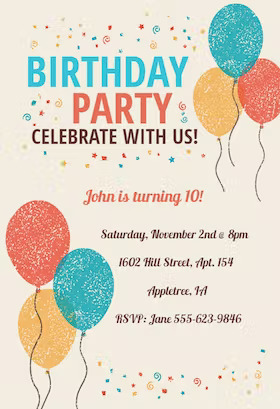 BIRTHDAY
PARTY
CELEBRATE WITH US!
John is turning 10!
Saturday, November 2nd @ 8pm
1602 Hill Street, Apt. 154
Appletree, IA
RSVP: Jane 555-623-9846